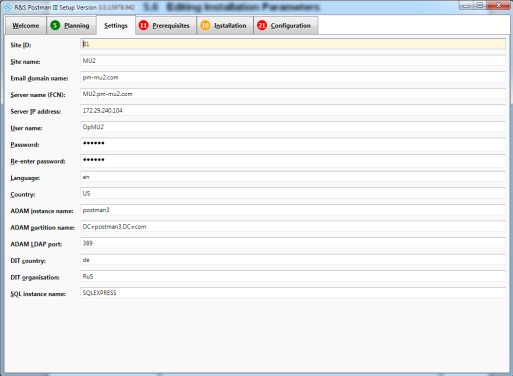 R&S Postman III Setup Version 3.0.13978.942
5.6 Editing Installation Parameters
Welcome 5 Planning Settings 11 Prerequisites 10 Installation 21 Configuration
Site ID: 81
Site name: MU2
Email domain name: pm-mu2.com
Server name (FCN): MU2.pm-mu2.com
Server IP address: 172.29.240.104
User name: OpMU2
Password: ●●●●●●
Re-enter password: ●●●●●●
Language: en
Country: US
ADAM instance name: postman3
ADAM partition name: DC=postman3,DC=com
ADAM LDAP port: 389
DIT country: de
DIT organisation: RuS
SQL instance name: SQLEXPRESS